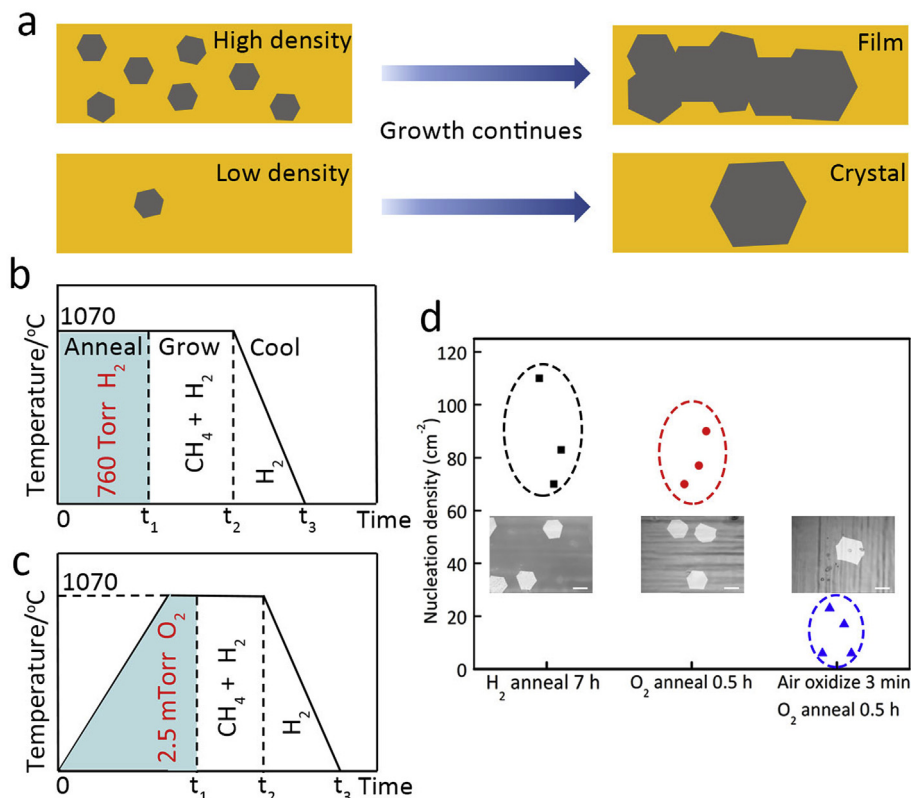 a
High density
Film
Growth continues
Low density
Crystal
b
Temperature/°C
1070
Anneal
Grow
Cool
760 Torr H₂
CH₄ + H₂
H₂
0
t₁
t₂
t₃
Time
c
Temperature/°C
1070
2.5 mTorr O₂
CH₄ + H₂
H₂
0
t₁
t₂
t₃ Time
d
Nucleation density (cm⁻²)
120
100
80
60
40
20
0
H₂ anneal 7 h
O₂ anneal 0.5 h
Air oxidize 3 min
O₂ anneal 0.5 h